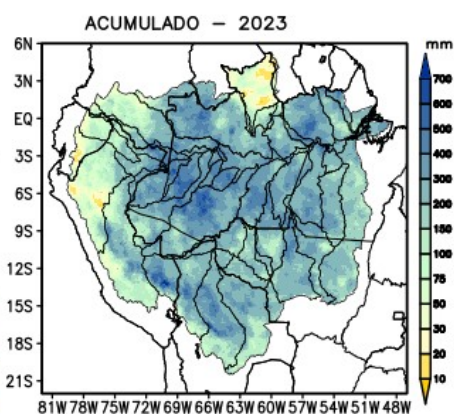 ACUMULADO – 2023
mm
6N
3N
EQ
3S
6S
9S
12S
15S
18S
21S
700
600
500
400
300
200
150
100
75
50
30
20
10
81W 78W 75W 72W 69W 66W 63W 60W 57W 54W 51W 48W